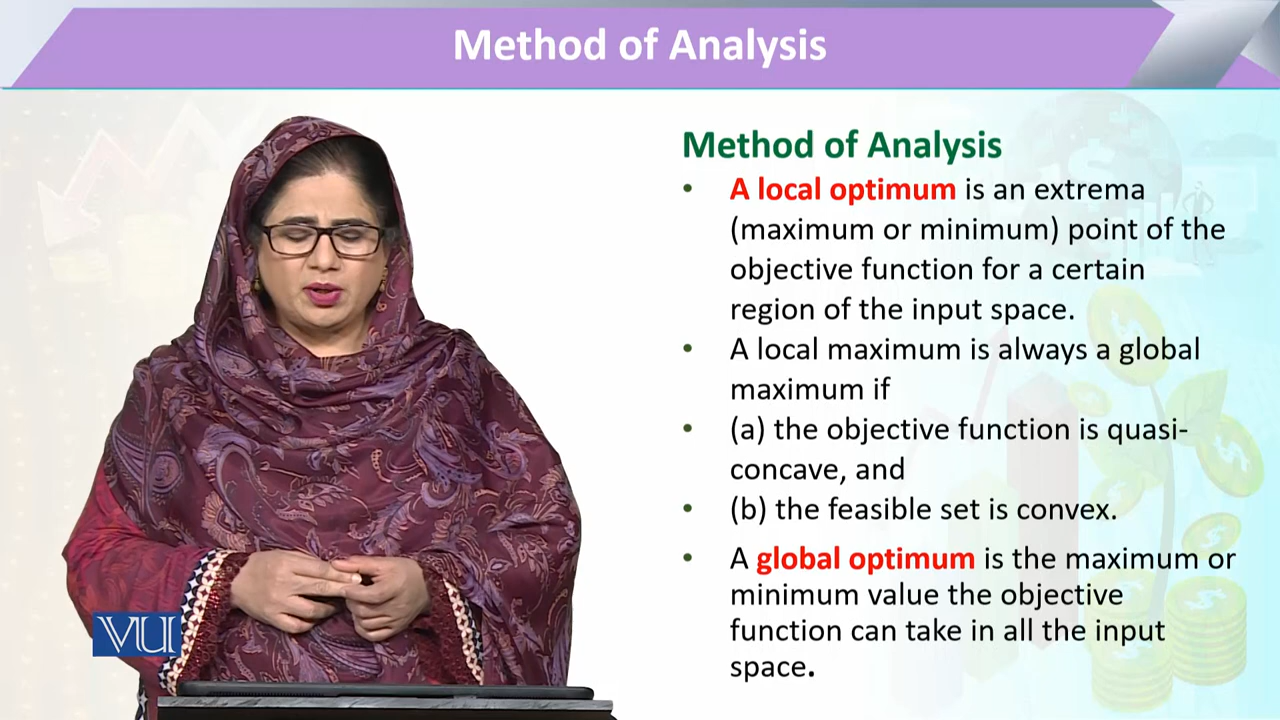 Method of Analysis
Method of Analysis
• A local optimum is an extrema
(maximum or minimum) point of the
objective function for a certain
region of the input space.
• A local maximum is always a global
maximum if
• (a) the objective function is quasi-
concave, and
• (b) the feasible set is convex.
• A global optimum is the maximum or
minimum value the objective
function can take in all the input
space.
VU